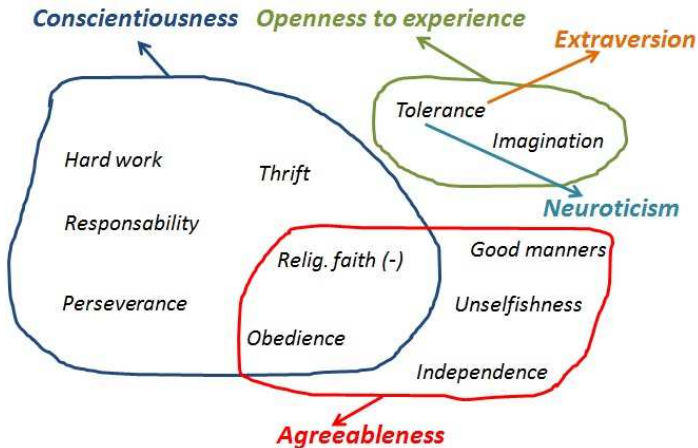 Conscientiousness
Openness to experience
Extraversion
Tolerance
Imagination
Hard work
Thrift
Neuroticism
Responsability
Good manners
Relig. faith (-)
Unselfishness
Perseverance
Obedience
Independence
Agreeableness